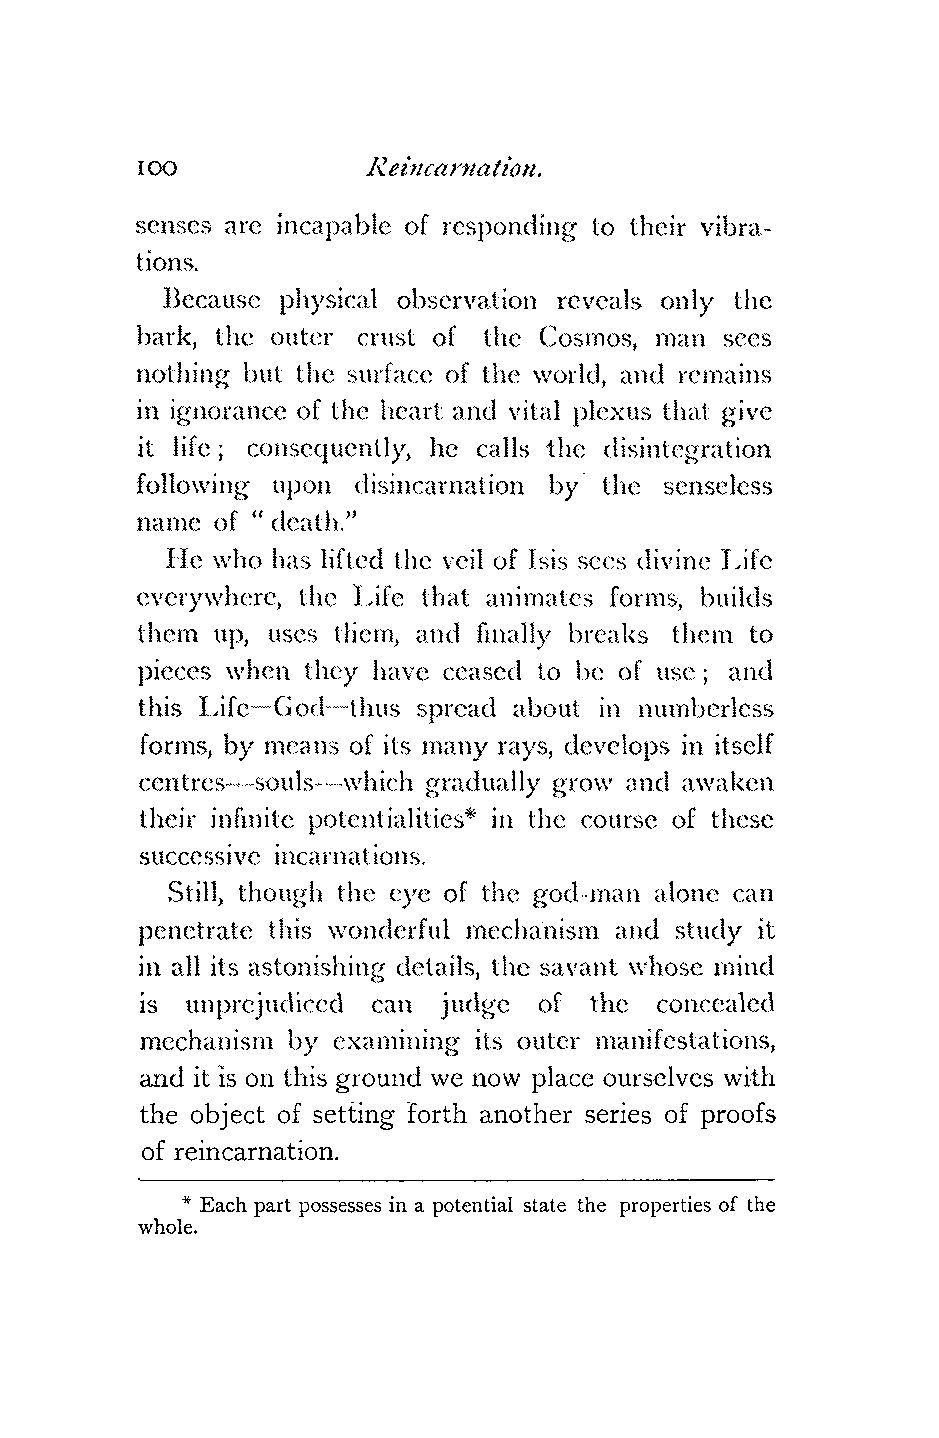 100 Reincarnation.
senses are incapable of responding to their vibra-
tions.
Because physical observation reveals only the
bark, the outer crust of the Cosmos, man sees
nothing but the surface of the world, and remains
in ignorance of the heart and vital plexus that give
it life; consequently, he calls the disintegration
following upon disincarnation by the senseless
name of "death."
He who has lifted the veil of Isis sees divine Life
everywhere, the Life that animates forms, builds
them up, uses them, and finally breaks them to
pieces when they have ceased to be of use; and
this Life—God—thus spread about in numberless
forms, by means of its many rays, develops in itself
centres—souls—which gradually grow and awaken
their infinite potentialities* in the course of these
successive incarnations.
Still, though the eye of the god-man alone can
penetrate this wonderful mechanism and study it
in all its astonishing details, the savant whose mind
is unprejudiced can judge of the concealed
mechanism by examining its outer manifestations,
and it is on this ground we now place ourselves with
the object of setting forth another series of proofs
of reincarnation.
* Each part possesses in a potential state the properties of the
whole.